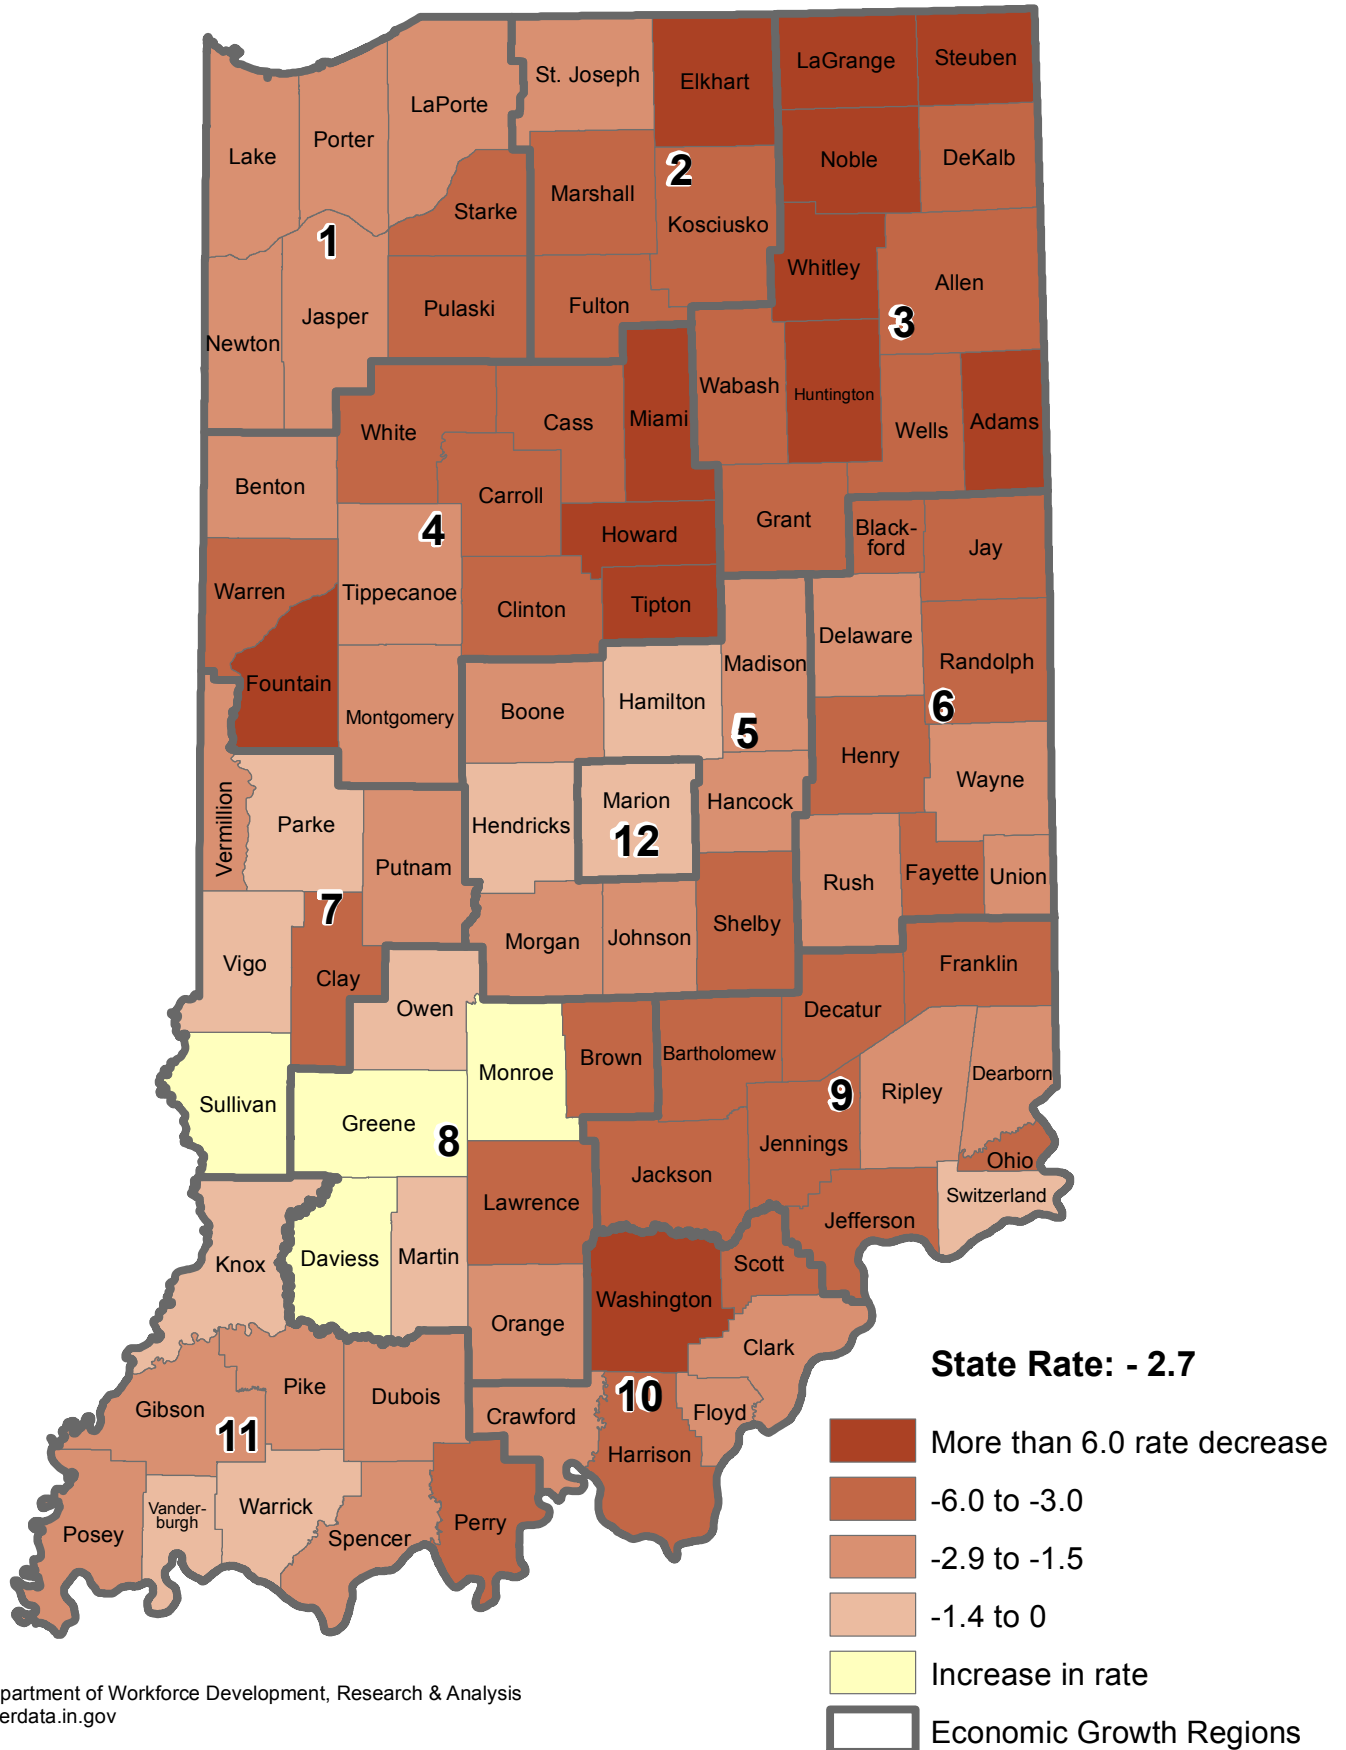 LaGrange
Steuben
St. Joseph
Elkhart
LaPorte
Porter
Lake
Noble
DeKalb
2
Marshall
Starke
Kosciusko
1
Whitley
Allen
Pulaski
Fulton
Jasper
3
Newton
Wabash
Huntington
Miami
Cass
White
Adams
Wells
Benton
Carroll
4
Grant
Howard
Black-
ford
Jay
Warren
Tippecanoe
Clinton
Tipton
Delaware
Madison
Randolph
Fountain
Hamilton
6
Boone
Montgomery
5
Henry
Wayne
Marion
Hancock
Vermillion
Parke
Hendricks
12
Putnam
Rush
Fayette
Union
7
Shelby
Morgan
Johnson
Vigo
Clay
Franklin
Owen
Decatur
Bartholomew
Brown
Monroe
Dearborn
Ripley
9
Sullivan
Greene
8
Jennings
Ohio
Jackson
Switzerland
Lawrence
Jefferson
Daviess
Martin
Knox
Scott
Washington
Orange
Clark
State Rate: - 2.7
Pike
Dubois
10
Gibson
Crawford
Floyd
11
More than 6.0 rate decrease
Harrison
-6.0 to -3.0
Vander-
burgh
Warrick
Posey
Spencer
Perry
-2.9 to -1.5
-1.4 to 0
Increase in rate
partment of Workforce Development, Research & Analysis
erdata.in.gov
Economic Growth Regions